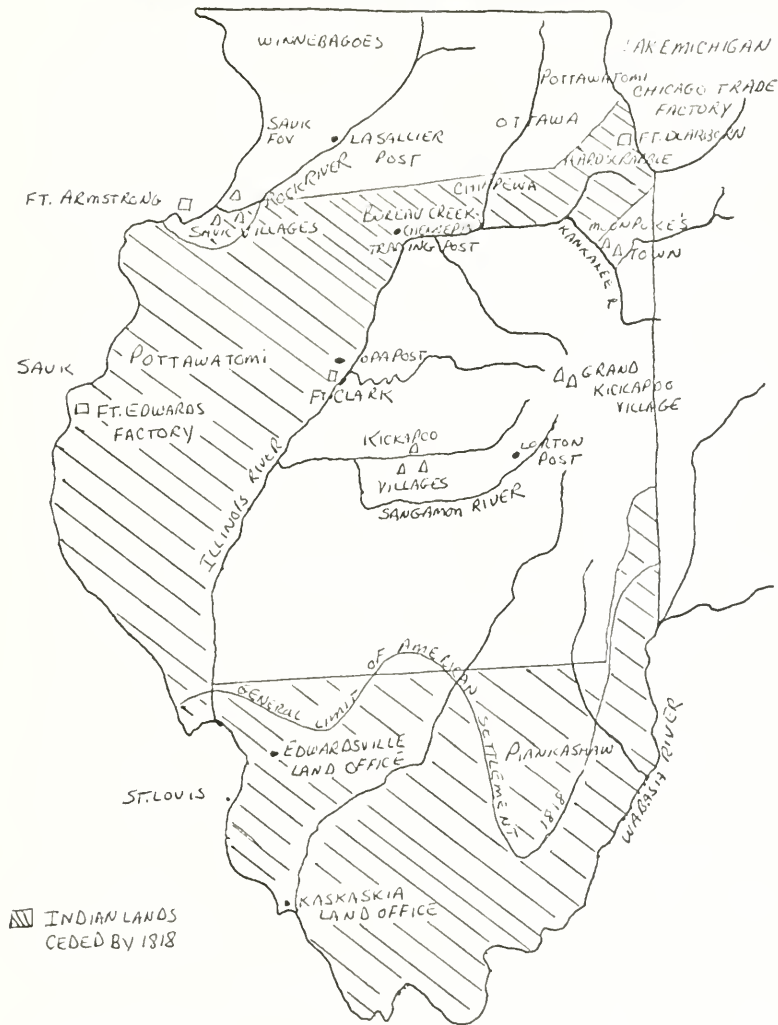 WINNEBAGOES
LAKE MICHIGAN
POTTAWATOMI
CHICAGO TRADE
FACTORY
SAUK
FOX
LASALLIER
POST
OTTAWA
FT. DEARBORN
HARDSCRABBLE
ROCK RIVER
CHIPPEWA
FT. ARMSTRONG
SAUK VILLAGES
BUREAU CREEK
TRADING POST
KANKAKEE R
TOWN
SAUK
POTTAWATOMI
OPA POST
FT. CLARK
GRAND
KICKAPOO
VILLAGE
FT. EDWARDS
FACTORY
KICKAPOO
VILLAGES
LORTON
POST
ILLINOIS RIVER
SANGAMON RIVER
GENERAL LIMIT OF AMERICAN SETTLEMENT 1818
EDWARDSVILLE
LAND OFFICE
PIANKASHAW
WABASH RIVER
ST. LOUIS
KASKASKIA
LAND OFFICE
INDIAN LANDS
CEDED BY 1818